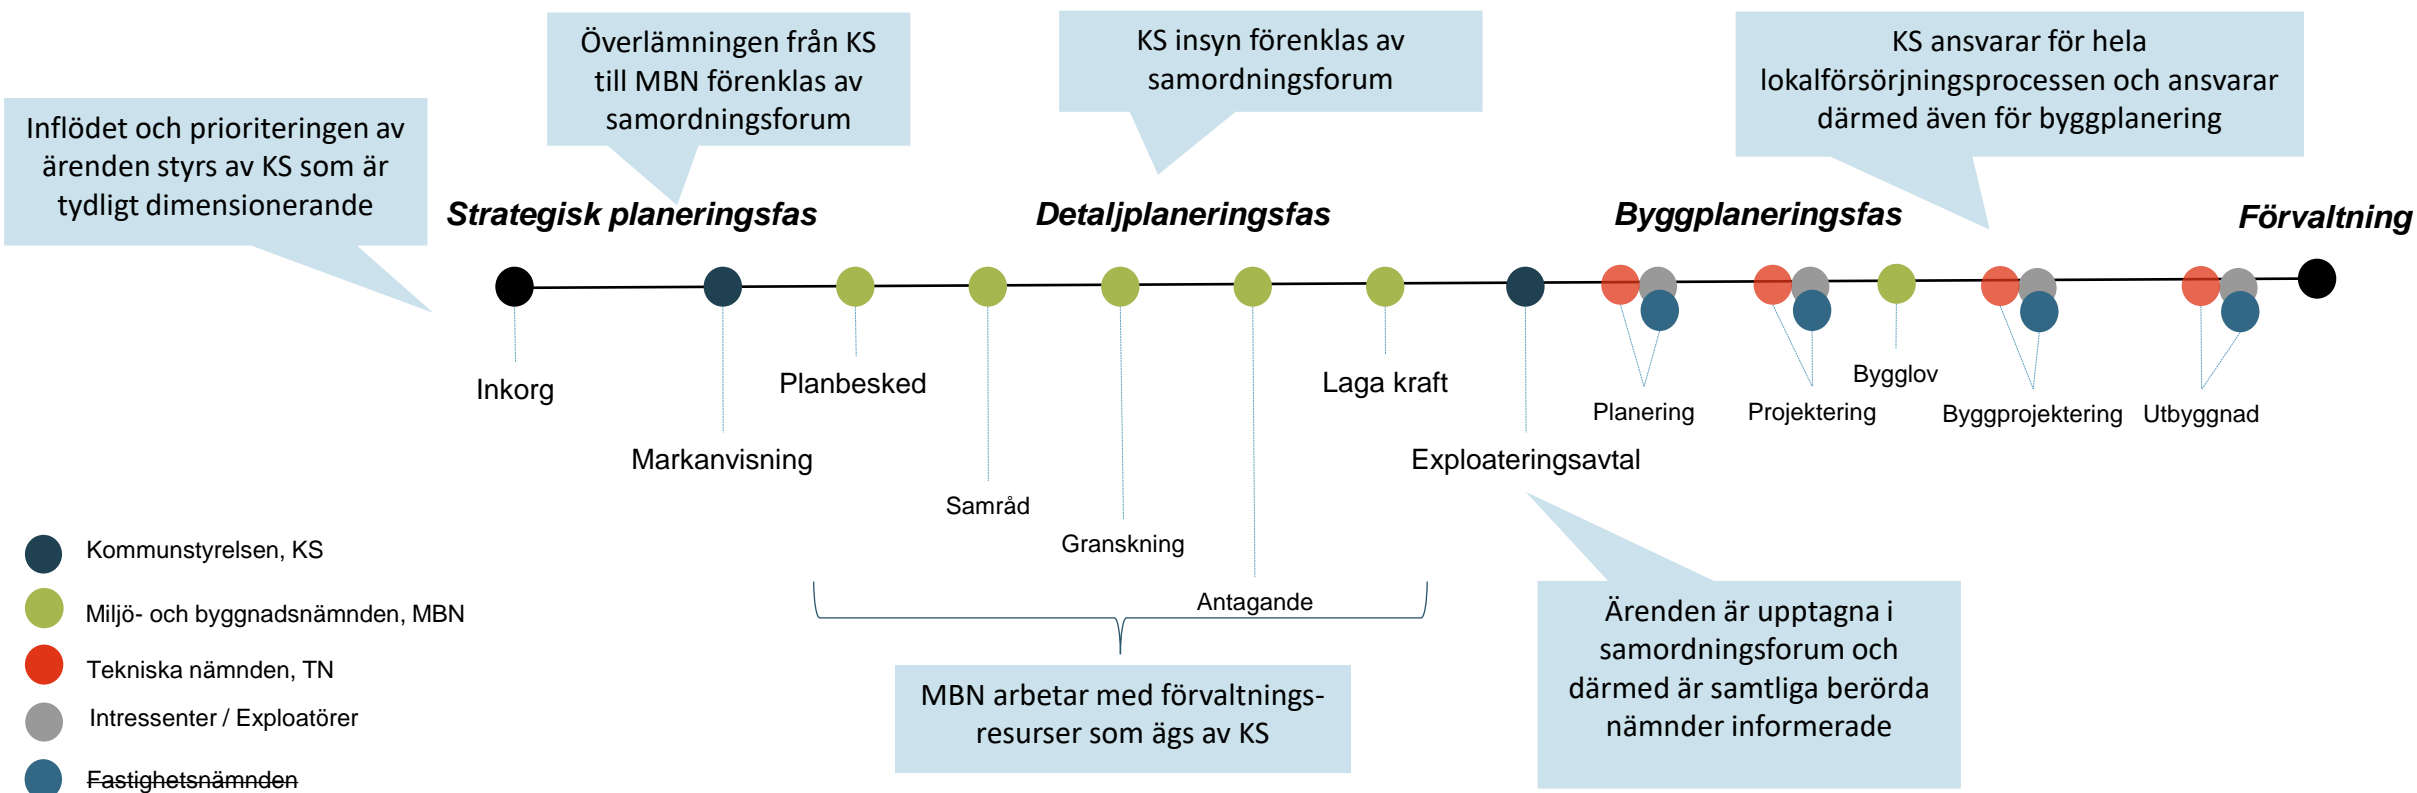 Överlämningen från KS
till MBN förenklas av
samordningsforum
KS insyn förenklas av
samordningsforum
KS ansvarar för hela
lokalförsörjningsprocessen och ansvarar
därmed även för byggplanering
Inflödet och prioriteringen av
ärenden styrs av KS som är
tydligt dimensionerande
Strategisk planeringsfas
Detaljplaneringsfas
Byggplaneringsfas
Förvaltning
Inkorg
Markanvisning
Planbesked
Samråd
Granskning
Antagande
Laga kraft
Exploateringsavtal
Planering
Projektering
Bygglov
Byggprojektering
Utbyggnad
Kommunstyrelsen, KS
Miljö- och byggnadsnämnden, MBN
Tekniska nämnden, TN
Intressenter / Exploatörer
Fastighetsnämnden
MBN arbetar med förvaltnings-
resurser som ägs av KS
Ärenden är upptagna i
samordningsforum och
därmed är samtliga berörda
nämnder informerade